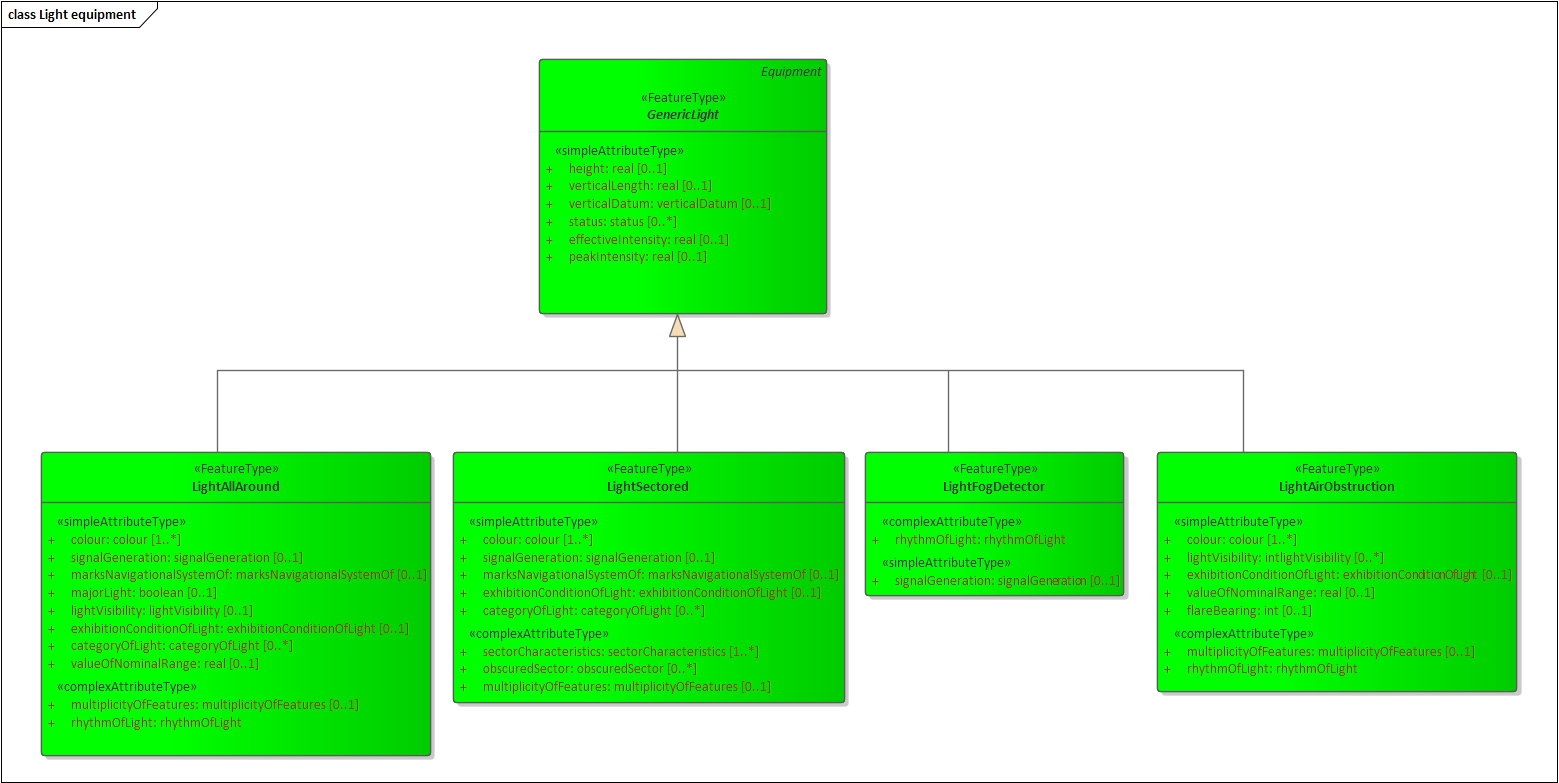 class Light equipment
Equipment
«FeatureType»
GenericLight
«simpleAttributeType»
+ height: real [0..1]
+ verticalLength: real [0..1]
+ verticalDatum: verticalDatum [0..1]
+ status: status [0..*]
+ effectiveIntensity: real [0..1]
+ peakIntensity: real [0..1]
«FeatureType»
LightAllAround
«simpleAttributeType»
+ colour: colour [1..*]
+ signalGeneration: signalGeneration [0..1]
+ marksNavigationalSystemOf: marksNavigationalSystemOf [0..1]
+ majorLight: boolean [0..1]
+ lightVisibility: lightVisibility [0..1]
+ exhibitionConditionOfLight: exhibitionConditionOfLight [0..1]
+ categoryOfLight: categoryOfLight [0..*]
+ valueOfNominalRange: real [0..1]
«complexAttributeType»
+ multiplicityOfFeatures: multiplicityOfFeatures [0..1]
+ rhythmOfLight: rhythmOfLight
«FeatureType»
LightSectored
«simpleAttributeType»
+ colour: colour [1..*]
+ signalGeneration: signalGeneration [0..1]
+ marksNavigationalSystemOf: marksNavigationalSystemOf [0..1]
+ exhibitionConditionOfLight: exhibitionConditionOfLight [0..1]
+ categoryOfLight: categoryOfLight [0..*]
«complexAttributeType»
+ sectorCharacteristics: sectorCharacteristics [1..*]
+ obscuredSector: obscuredSector [0..*]
+ multiplicityOfFeatures: multiplicityOfFeatures [0..1]
«FeatureType»
LightFogDetector
«complexAttributeType»
+ rhythmOfLight: rhythmOfLight
«simpleAttributeType»
+ signalGeneration: signalGeneration [0..1]
«FeatureType»
LightAirObstruction
«simpleAttributeType»
+ colour: colour [1..*]
+ lightVisibility: intlightVisibility [0..*]
+ exhibitionConditionOfLight: exhibitionConditionOfLight [0..1]
+ valueOfNominalRange: real [0..1]
+ flareBearing: int [0..1]
«complexAttributeType»
+ multiplicityOfFeatures: multiplicityOfFeatures [0..1]
+ rhythmOfLight: rhythmOfLight